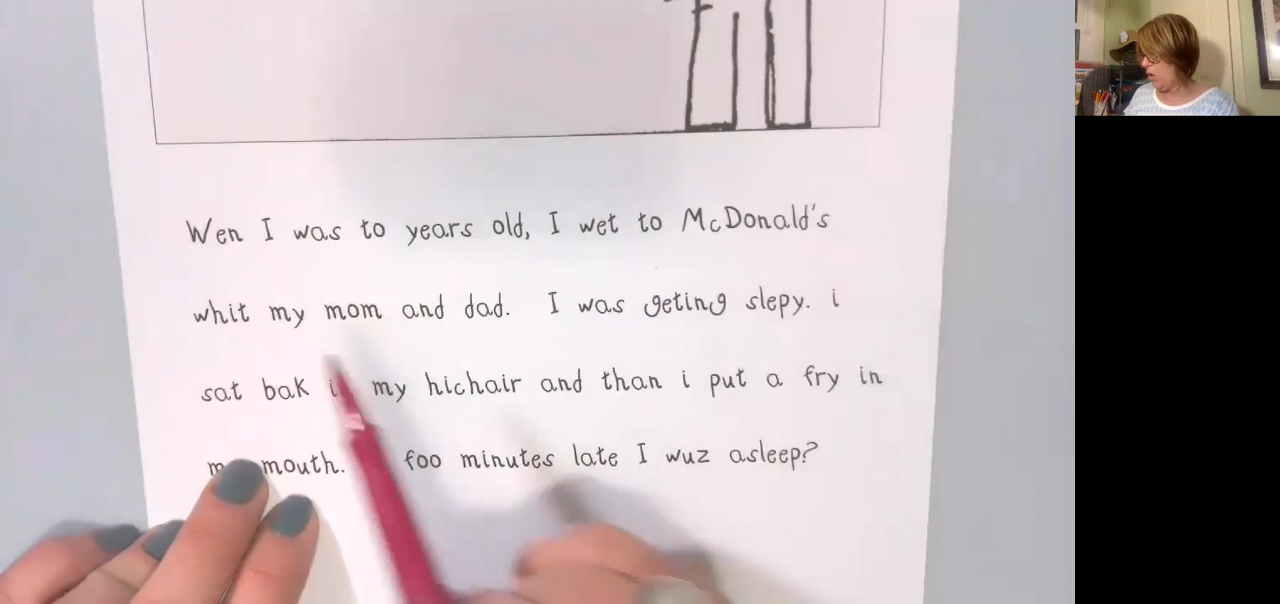 Wen I was to years old, I wet to McDonald's
whit my mom and dad. I was geting slepy. i
sat bak my hichair and than i put a fry in
mouth. foo minutes late I wuz asleep?